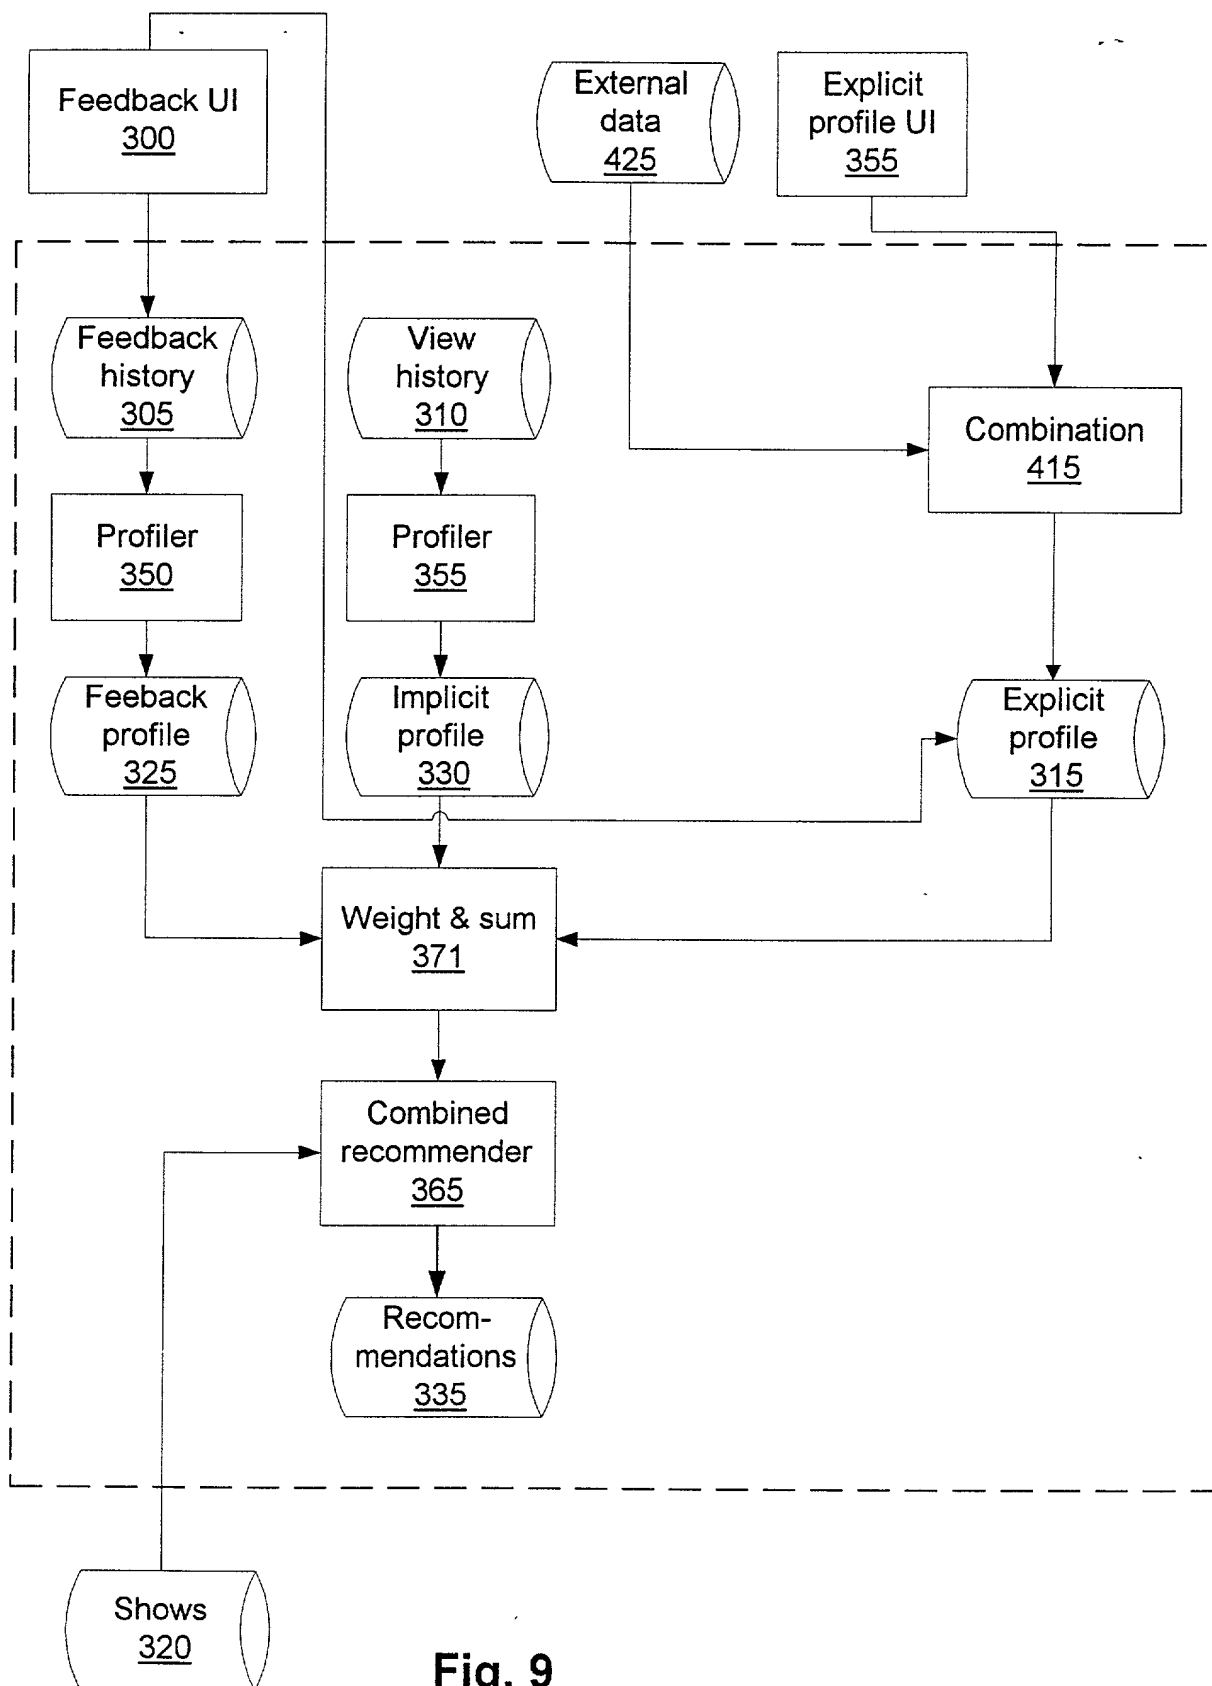 Feedback UI
300
External
data
425
Explicit
profile UI
355
Feedback
history
305
View
history
310
Combination
415
Profiler
350
Profiler
355
Feeback
profile
325
Implicit
profile
330
Explicit
profile
315
Weight & sum
371
Combined
recommender
365
Recom-
mendations
335
Shows
320
Fig. 9